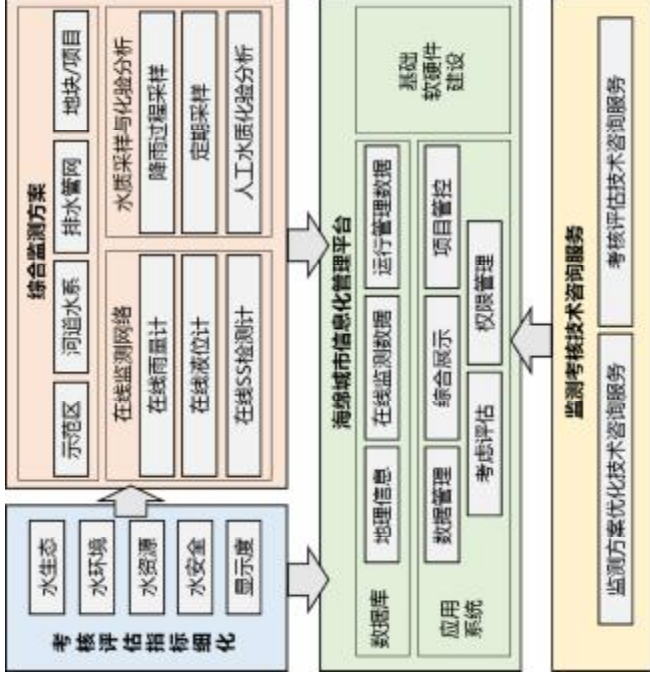 考核评估指标细化
水生态
水环境
水资源
水安全
显示度
综合监测方案
示范区
河道水系
排水管网
地块/项目
在线监测网络
在线雨量计
在线液位计
在线SS检测计
水质采样与化验分析
降雨过程采样
定期采样
人工水质化验分析
海绵城市信息化管理平台
数据库
地理信息
在线监测数据
运行管理数据
应用
系统
数据管理
综合展示
项目管控
考虑评估
权限管理
基础
软硬件
建设
监测考核技术咨询服务
监测方案优化技术咨询服务
考核评估技术咨询服务